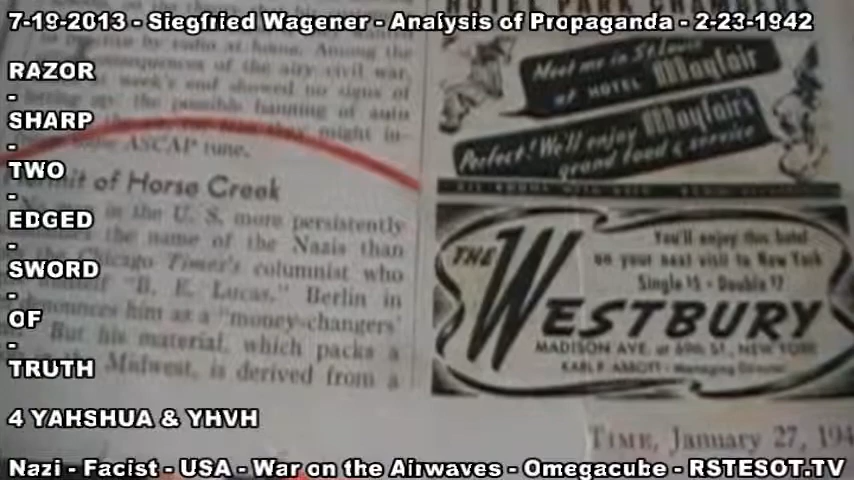 7-19-2013 - Siegfried Wagener - Analysis of Propaganda - 2-23-1942
RAZOR
-
SHARP
-
TWO
-
EDGED
-
SWORD
-
OF
-
TRUTH
4 YAHSHUA & YHVH
by radio at home. Among the
of the airy civil war
week's end showed no signs of
the possible banning of auto
might in-
ASCAP tune.
of Horse Creek
in the U. S. more persistently
the name of the Nazis than
Chicago Times's columnist who
"B. E. Lucas." Berlin in
him as a "money-changers'
But his material, which packs a
Midwest, is derived from a
Meet me in St. Louis
at HOTEL Mayfair
Perfect! We'll enjoy Mayfair's
grand food & service
THE WESTBURY
You'll enjoy this hotel
on your next visit to New York
Single $5 - Double $7
MADISON AVE. at 69th ST., NEW YORK
KARL P. ABBOTT - Managing Director
TIME, January 27, 194
Nazi - Facist - USA - War on the Airwaves - Omegacube - RSTESOT.TV